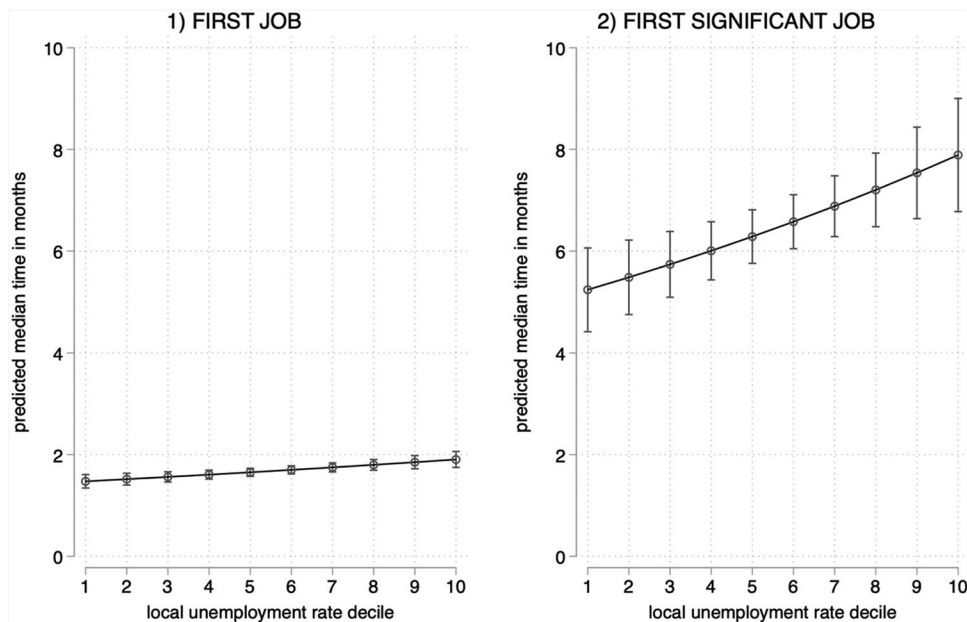 1) FIRST JOB
predicted median time in months
10
8
6
4
2
0
1 2 3 4 5 6 7 8 9 10
local unemployment rate decile
2) FIRST SIGNIFICANT JOB
predicted median time in months
10
8
6
4
2
0
1 2 3 4 5 6 7 8 9 10
local unemployment rate decile